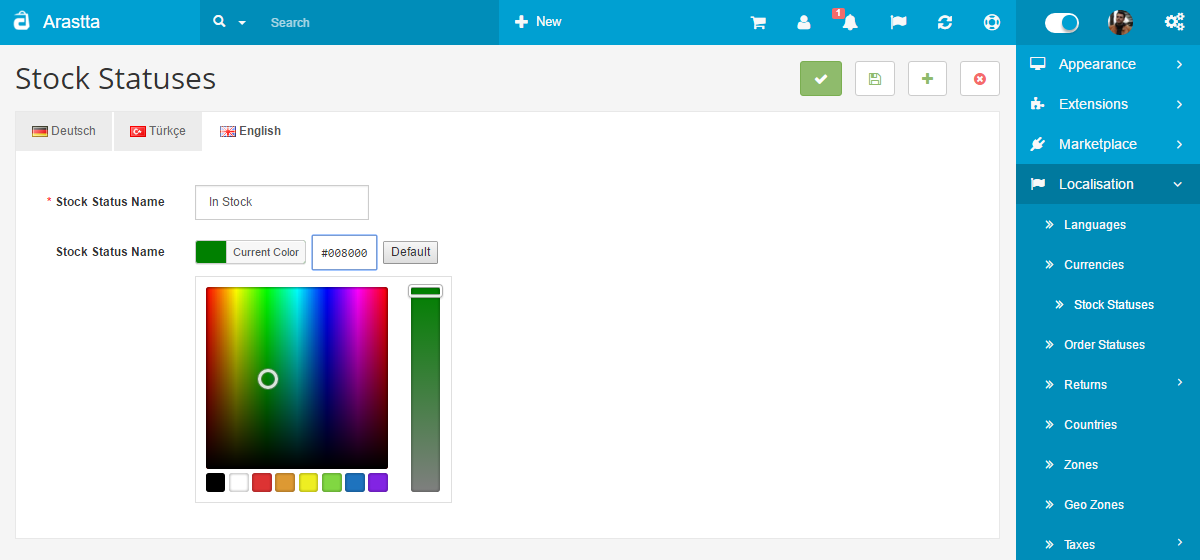 Arastta
Search
New
1
Stock Statuses
Deutsch
Türkçe
English
* Stock Status Name
In Stock
Stock Status Name
Current Color
#008000
Default
Appearance
Extensions
Marketplace
Localisation
Languages
Currencies
Stock Statuses
Order Statuses
Returns
Countries
Zones
Geo Zones
Taxes